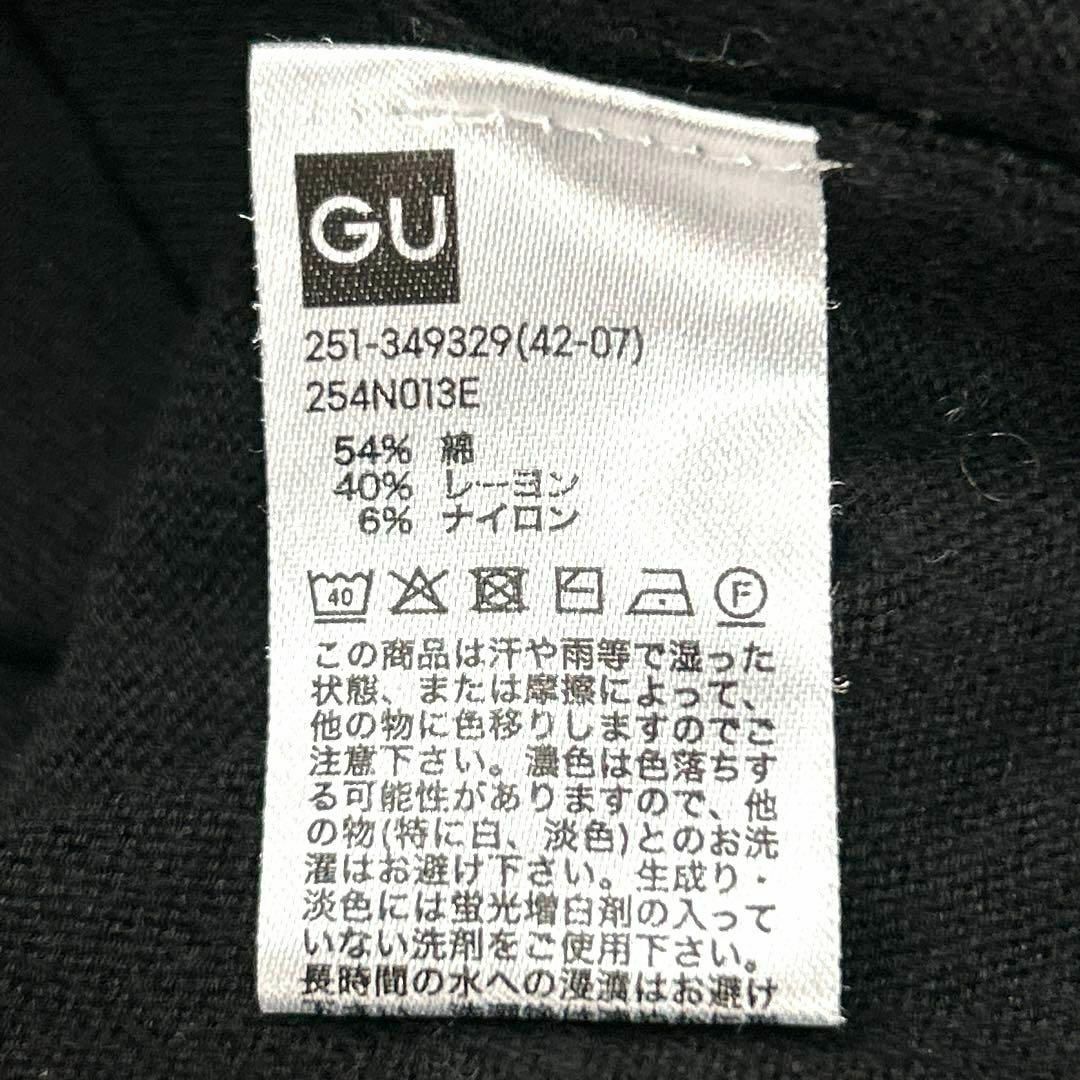 GU
251-349329(42-07)
254N013E
54% 綿
40% レーヨン
6% ナイロン
40
F
この商品は汗や雨等で湿った
状態、または摩擦によって、
他の物に色移りしますのでご
注意下さい。濃色は色落ちす
る可能性がありますので、他
の物(特に白、淡色)とのお洗
濯はお避け下さい。生成り・
淡色には蛍光増白剤の入って
いない洗剤をご使用下さい。
長時間の水への浸漬はお避け